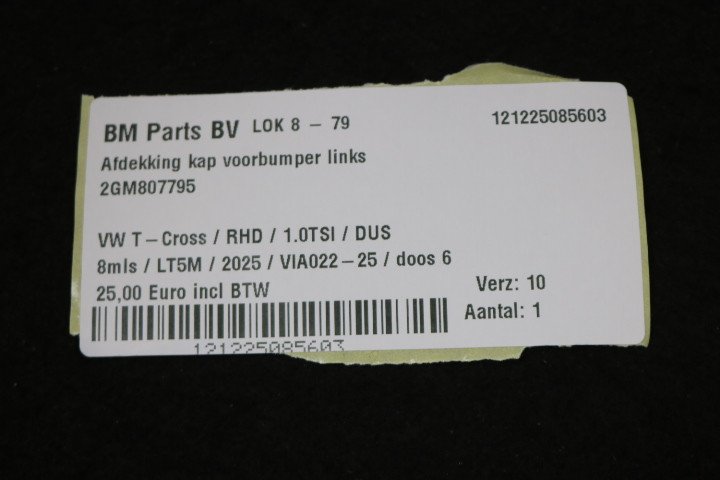 BM Parts BV LOK 8 – 79 121225085603
Afdekking kap voorbumper links
2GM807795
VW T–Cross / RHD / 1.0TSI / DUS
8mls / LT5M / 2025 / VIA022–25 / doos 6
25,00 Euro incl BTW Verz: 10
Aantal: 1
121225085603